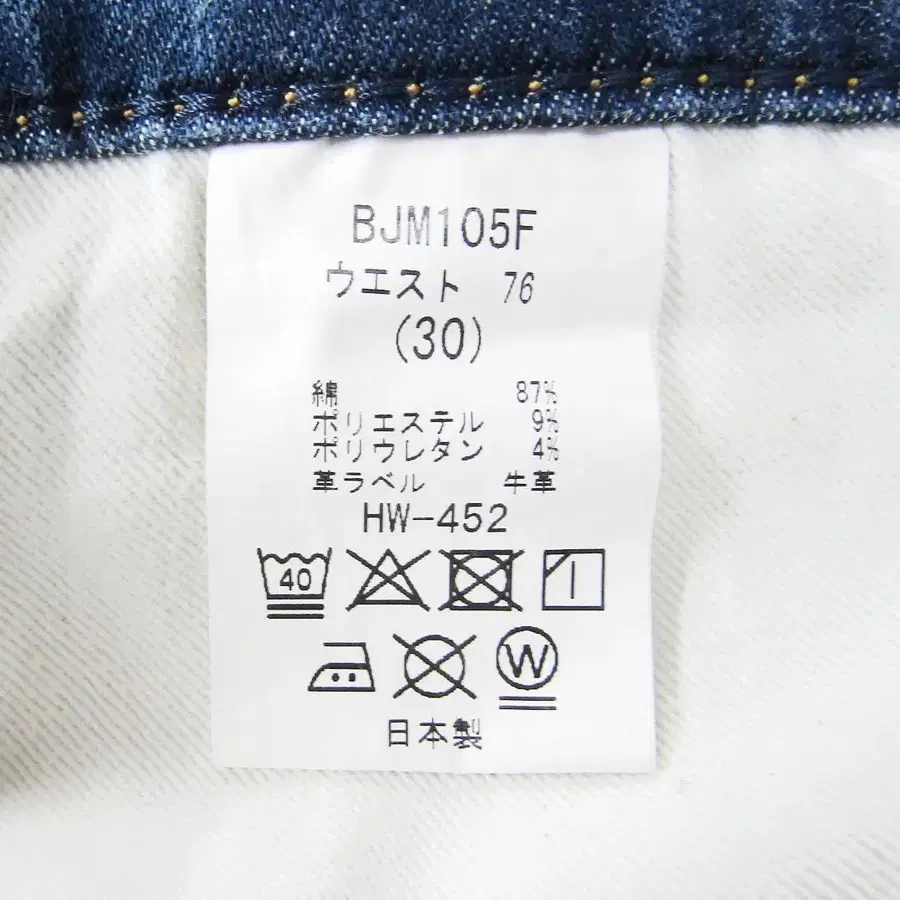 BJM105F
ウエスト 76
(30)
綿 87%
ポリエステル 9%
ポリウレタン 4%
革ラベル 牛革
HW-452
40
W
日本製